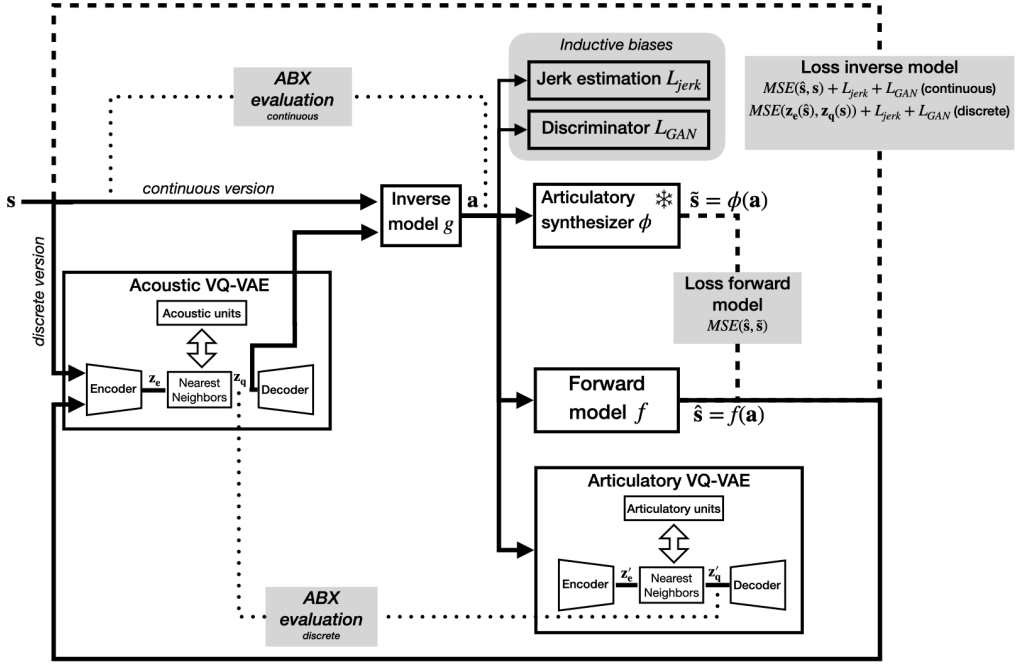 Inductive biases
Jerk estimation L_jerk
Discriminator L_GAN
Loss inverse model
MSE(ŝ, s) + L_jerk + L_GAN (continuous)
MSE(z_e(ŝ), z_q(s)) + L_jerk + L_GAN (discrete)
ABX
evaluation
continuous
s
continuous version
Inverse
model g
a
Articulatory
synthesizer ϕ
s̃ = ϕ(a)
discrete version
Acoustic VQ-VAE
Acoustic units
Encoder
z_e
Nearest
Neighbors
z_q
Decoder
Loss forward
model
MSE(ŝ, s̃)
Forward
model f
ŝ = f(a)
Articulatory VQ-VAE
Articulatory units
Encoder
z′_e
Nearest
Neighbors
z′_q
Decoder
ABX
evaluation
discrete